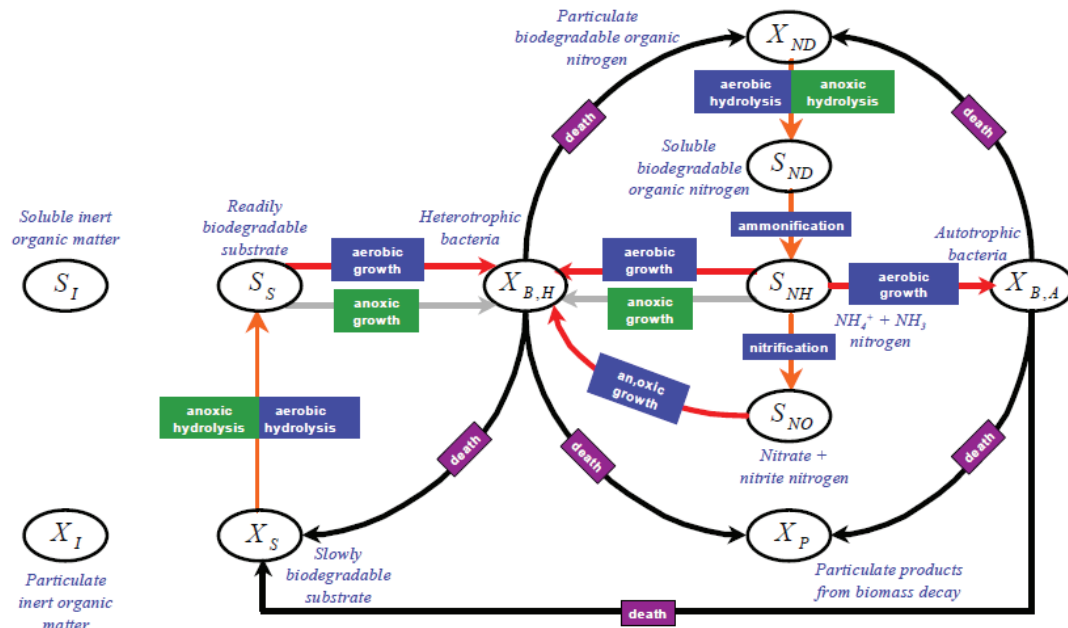 Particulate
biodegradable organic
nitrogen
X_ND
aerobic
hydrolysis
anoxic
hydrolysis
death
death
Soluble
biodegradable
organic nitrogen
S_ND
Soluble inert
organic matter
Readily
biodegradable
substrate
Heterotrophic
bacteria
ammonification
Autotrophic
bacteria
S_I
S_S
aerobic
growth
anoxic
growth
X_B,H
aerobic
growth
anoxic
growth
S_NH
aerobic
growth
X_B,A
NH₄⁺ + NH₃
nitrogen
nitrification
an,oxic
growth
S_NO
anoxic
hydrolysis
aerobic
hydrolysis
death
death
death
Nitrate +
nitrite nitrogen
X_I
X_S
X_P
Particulate
inert organic
matter
Slowly
biodegradable
substrate
Particulate products
from biomass decay
death